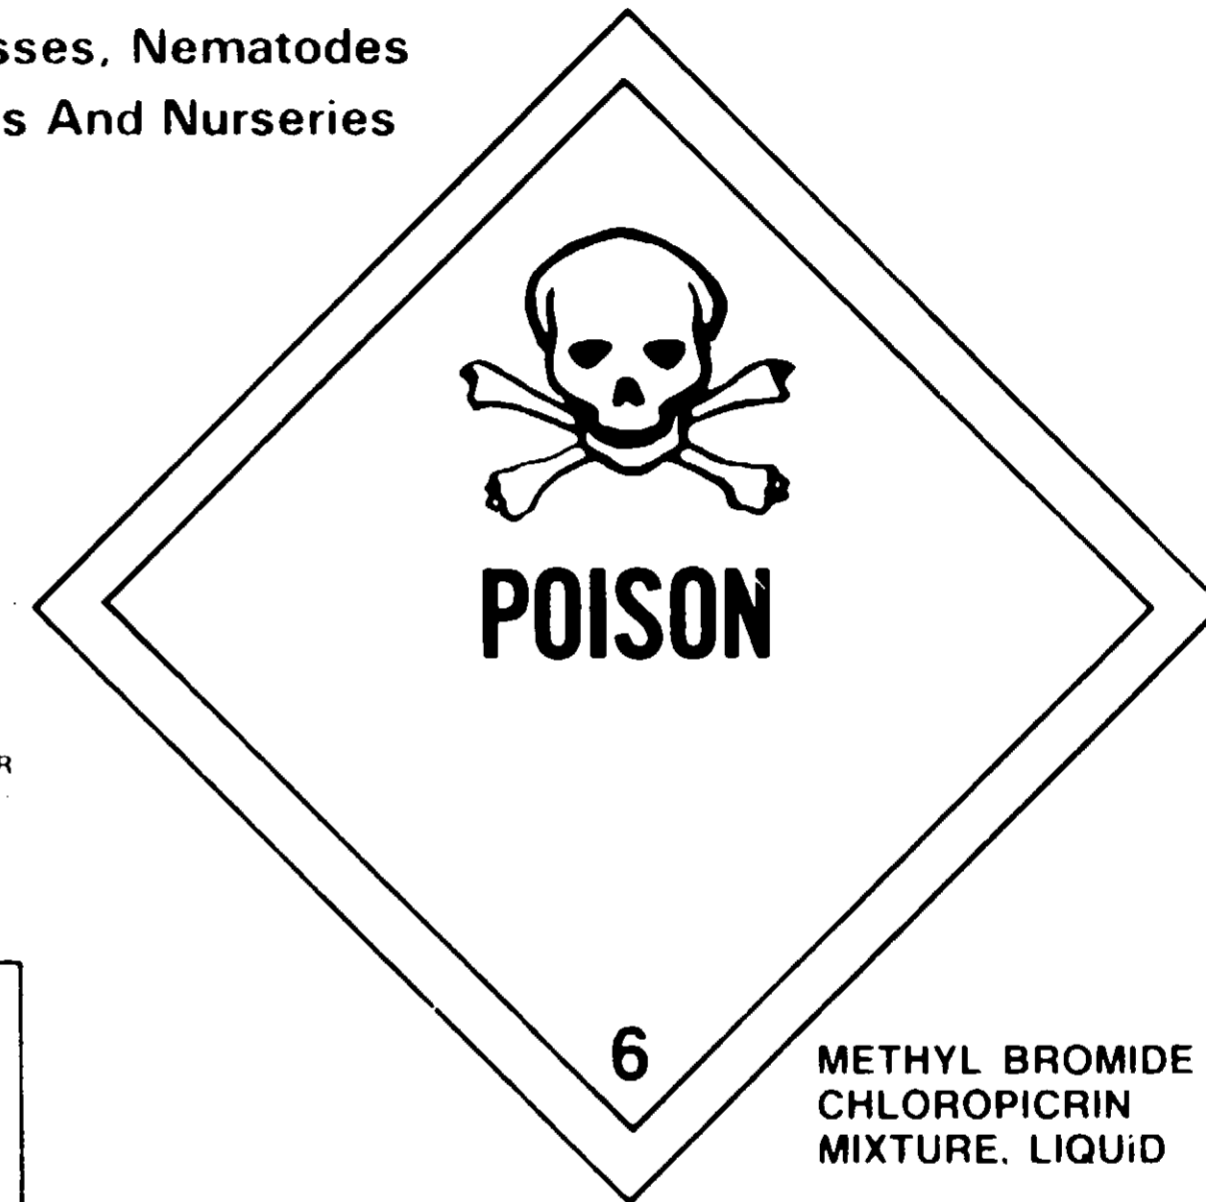 sses, Nematodes
s And Nurseries
POISON
R
6
METHYL BROMIDE
CHLOROPICRIN
MIXTURE, LIQUiD